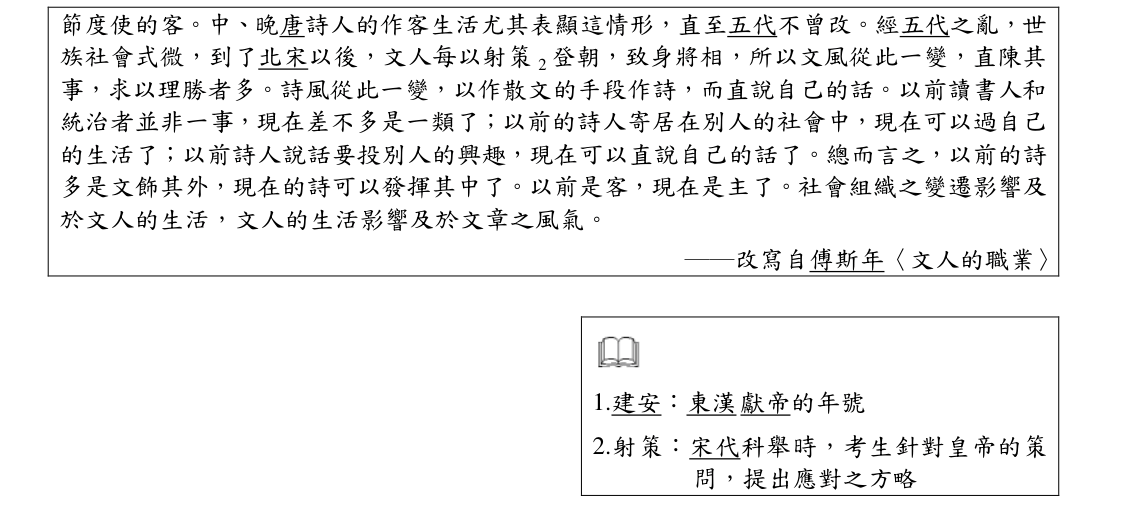 節度使的客。中、晚唐詩人的作客生活尤其表顯這情形，直至五代不曾改。經五代之亂，世
族社會式微，到了北宋以後，文人每以射策2登朝，致身將相，所以文風從此一變，直陳其
事，求以理勝者多。詩風從此一變，以作散文的手段作詩，而直說自己的話。以前讀書人和
統治者並非一事，現在差不多是一類了；以前的詩人寄居在別人的社會中，現在可以過自己
的生活了；以前詩人說話要投別人的興趣，現在可以直說自己的話了。總而言之，以前的詩
多是文飾其外，現在的詩可以發揮其中了。以前是客，現在是主了。社會組織之變遷影響及
於文人的生活，文人的生活影響及於文章之風氣。
——改寫自傅斯年〈文人的職業〉
1.建安：東漢獻帝的年號
2.射策：宋代科舉時，考生針對皇帝的策
問，提出應對之方略